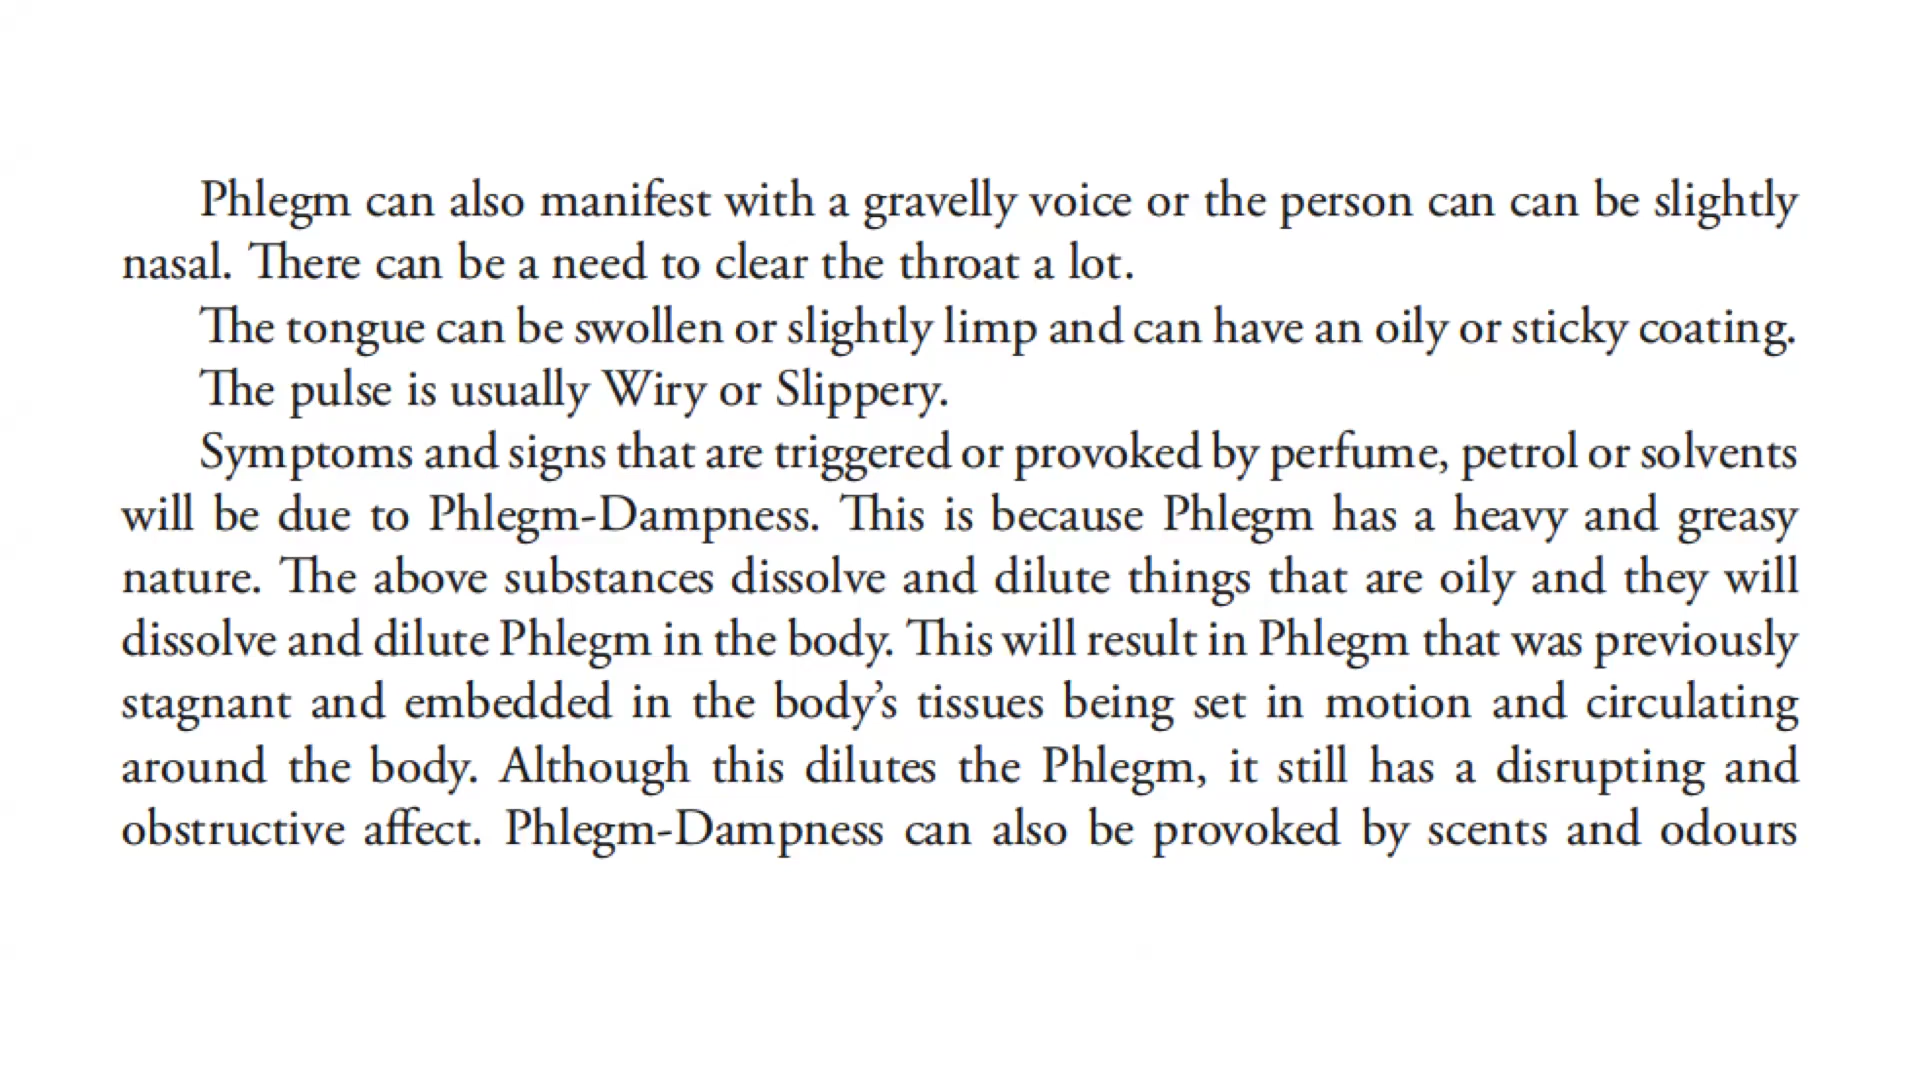 Phlegm can also manifest with a gravelly voice or the person can can be slightly
nasal. There can be a need to clear the throat a lot.
The tongue can be swollen or slightly limp and can have an oily or sticky coating.
The pulse is usually Wiry or Slippery.
Symptoms and signs that are triggered or provoked by perfume, petrol or solvents
will be due to Phlegm-Dampness. This is because Phlegm has a heavy and greasy
nature. The above substances dissolve and dilute things that are oily and they will
dissolve and dilute Phlegm in the body. This will result in Phlegm that was previously
stagnant and embedded in the body’s tissues being set in motion and circulating
around the body. Although this dilutes the Phlegm, it still has a disrupting and
obstructive affect. Phlegm-Dampness can also be provoked by scents and odours